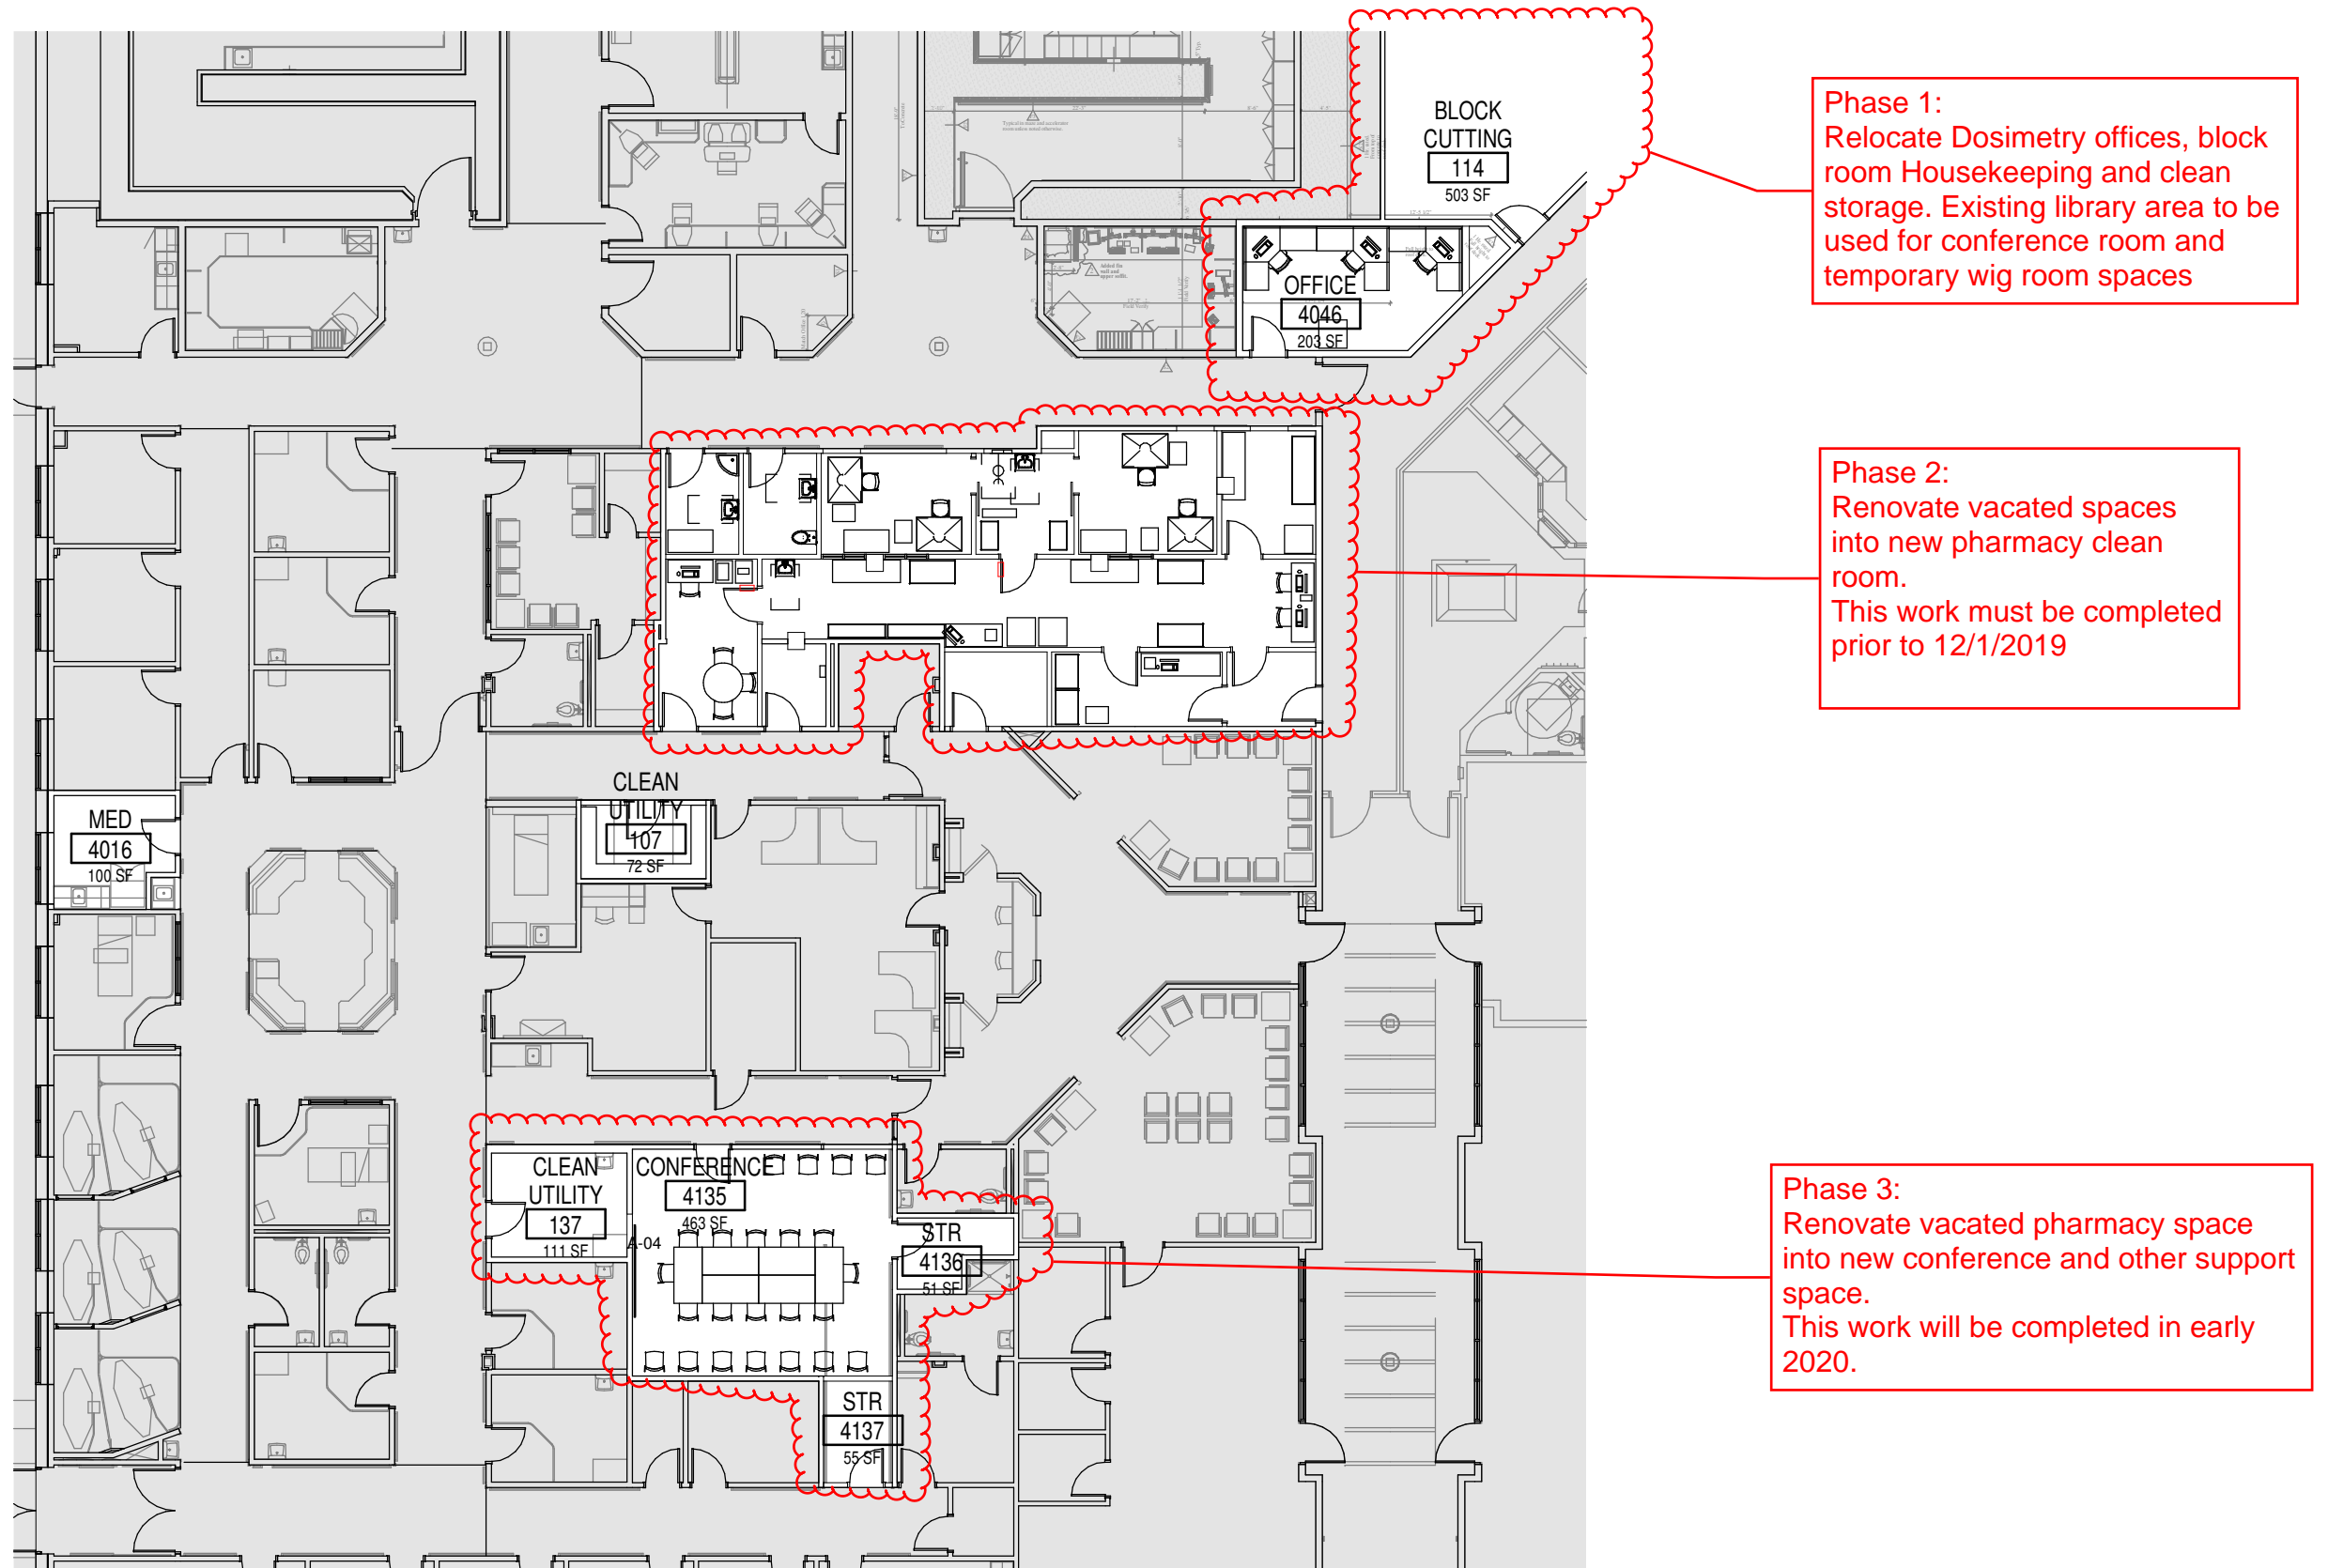 BLOCK
CUTTING
114
503 SF
OFFICE
4046
203 SF
Phase 1:
Relocate Dosimetry offices, block
room Housekeeping and clean
storage. Existing library area to be
used for conference room and
temporary wig room spaces
Phase 2:
Renovate vacated spaces
into new pharmacy clean
room.
This work must be completed
prior to 12/1/2019
CLEAN
UTILITY
107
72 SF
MED
4016
100 SF
CLEAN
UTILITY
137
111 SF
CONFERENCE
4135
463 SF
A-04
STR
4136
51 SF
STR
4137
55 SF
Phase 3:
Renovate vacated pharmacy space
into new conference and other support
space.
This work will be completed in early
2020.